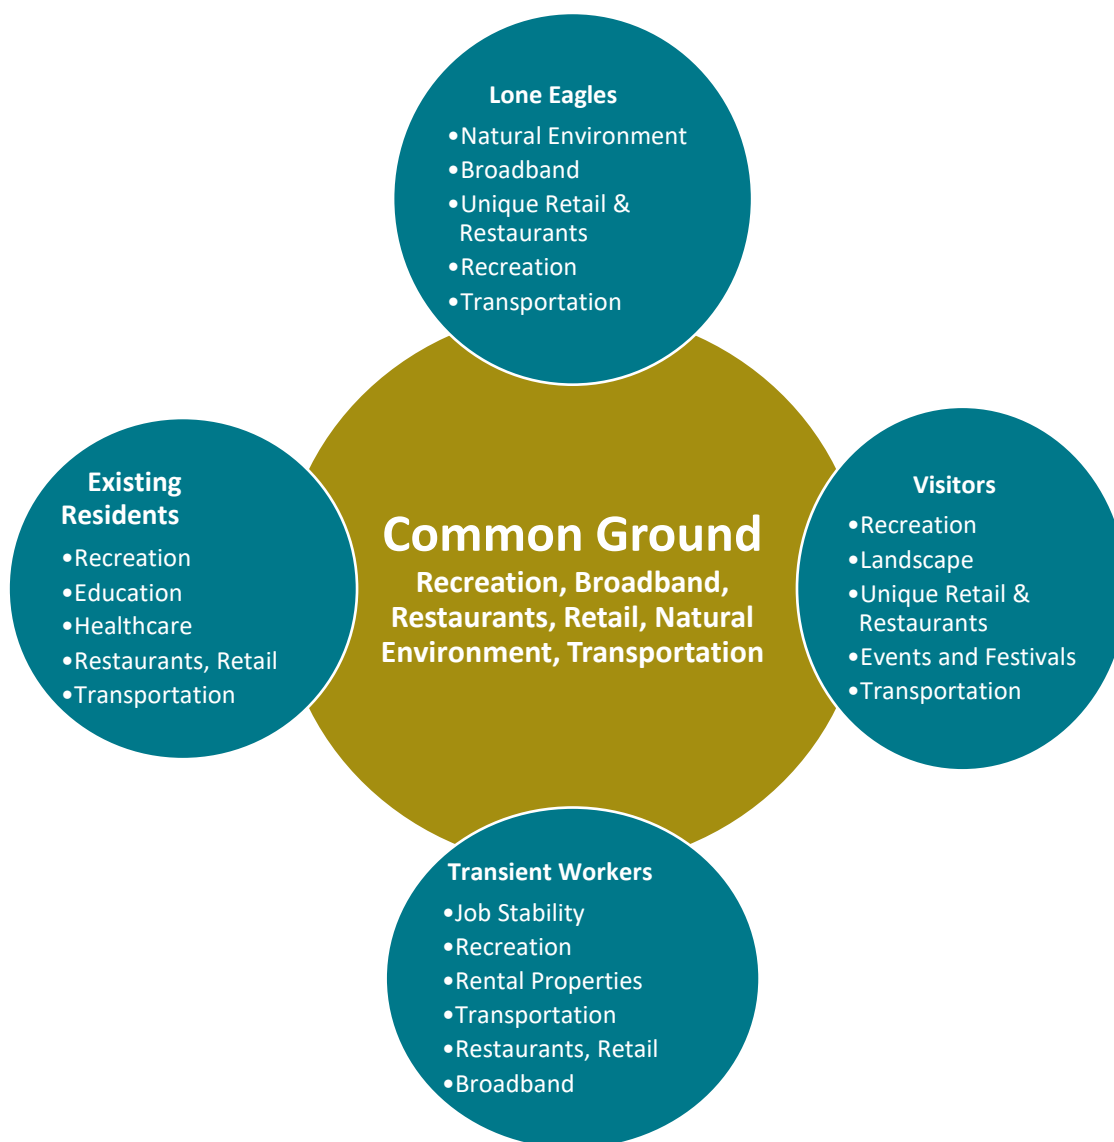 Lone Eagles
•Natural Environment
•Broadband
•Unique Retail &
Restaurants
•Recreation
•Transportation
Existing
Residents
•Recreation
•Education
•Healthcare
•Restaurants, Retail
•Transportation
Common Ground
Recreation, Broadband,
Restaurants, Retail, Natural
Environment, Transportation
Visitors
•Recreation
•Landscape
•Unique Retail &
Restaurants
•Events and Festivals
•Transportation
Transient Workers
•Job Stability
•Recreation
•Rental Properties
•Transportation
•Restaurants, Retail
•Broadband